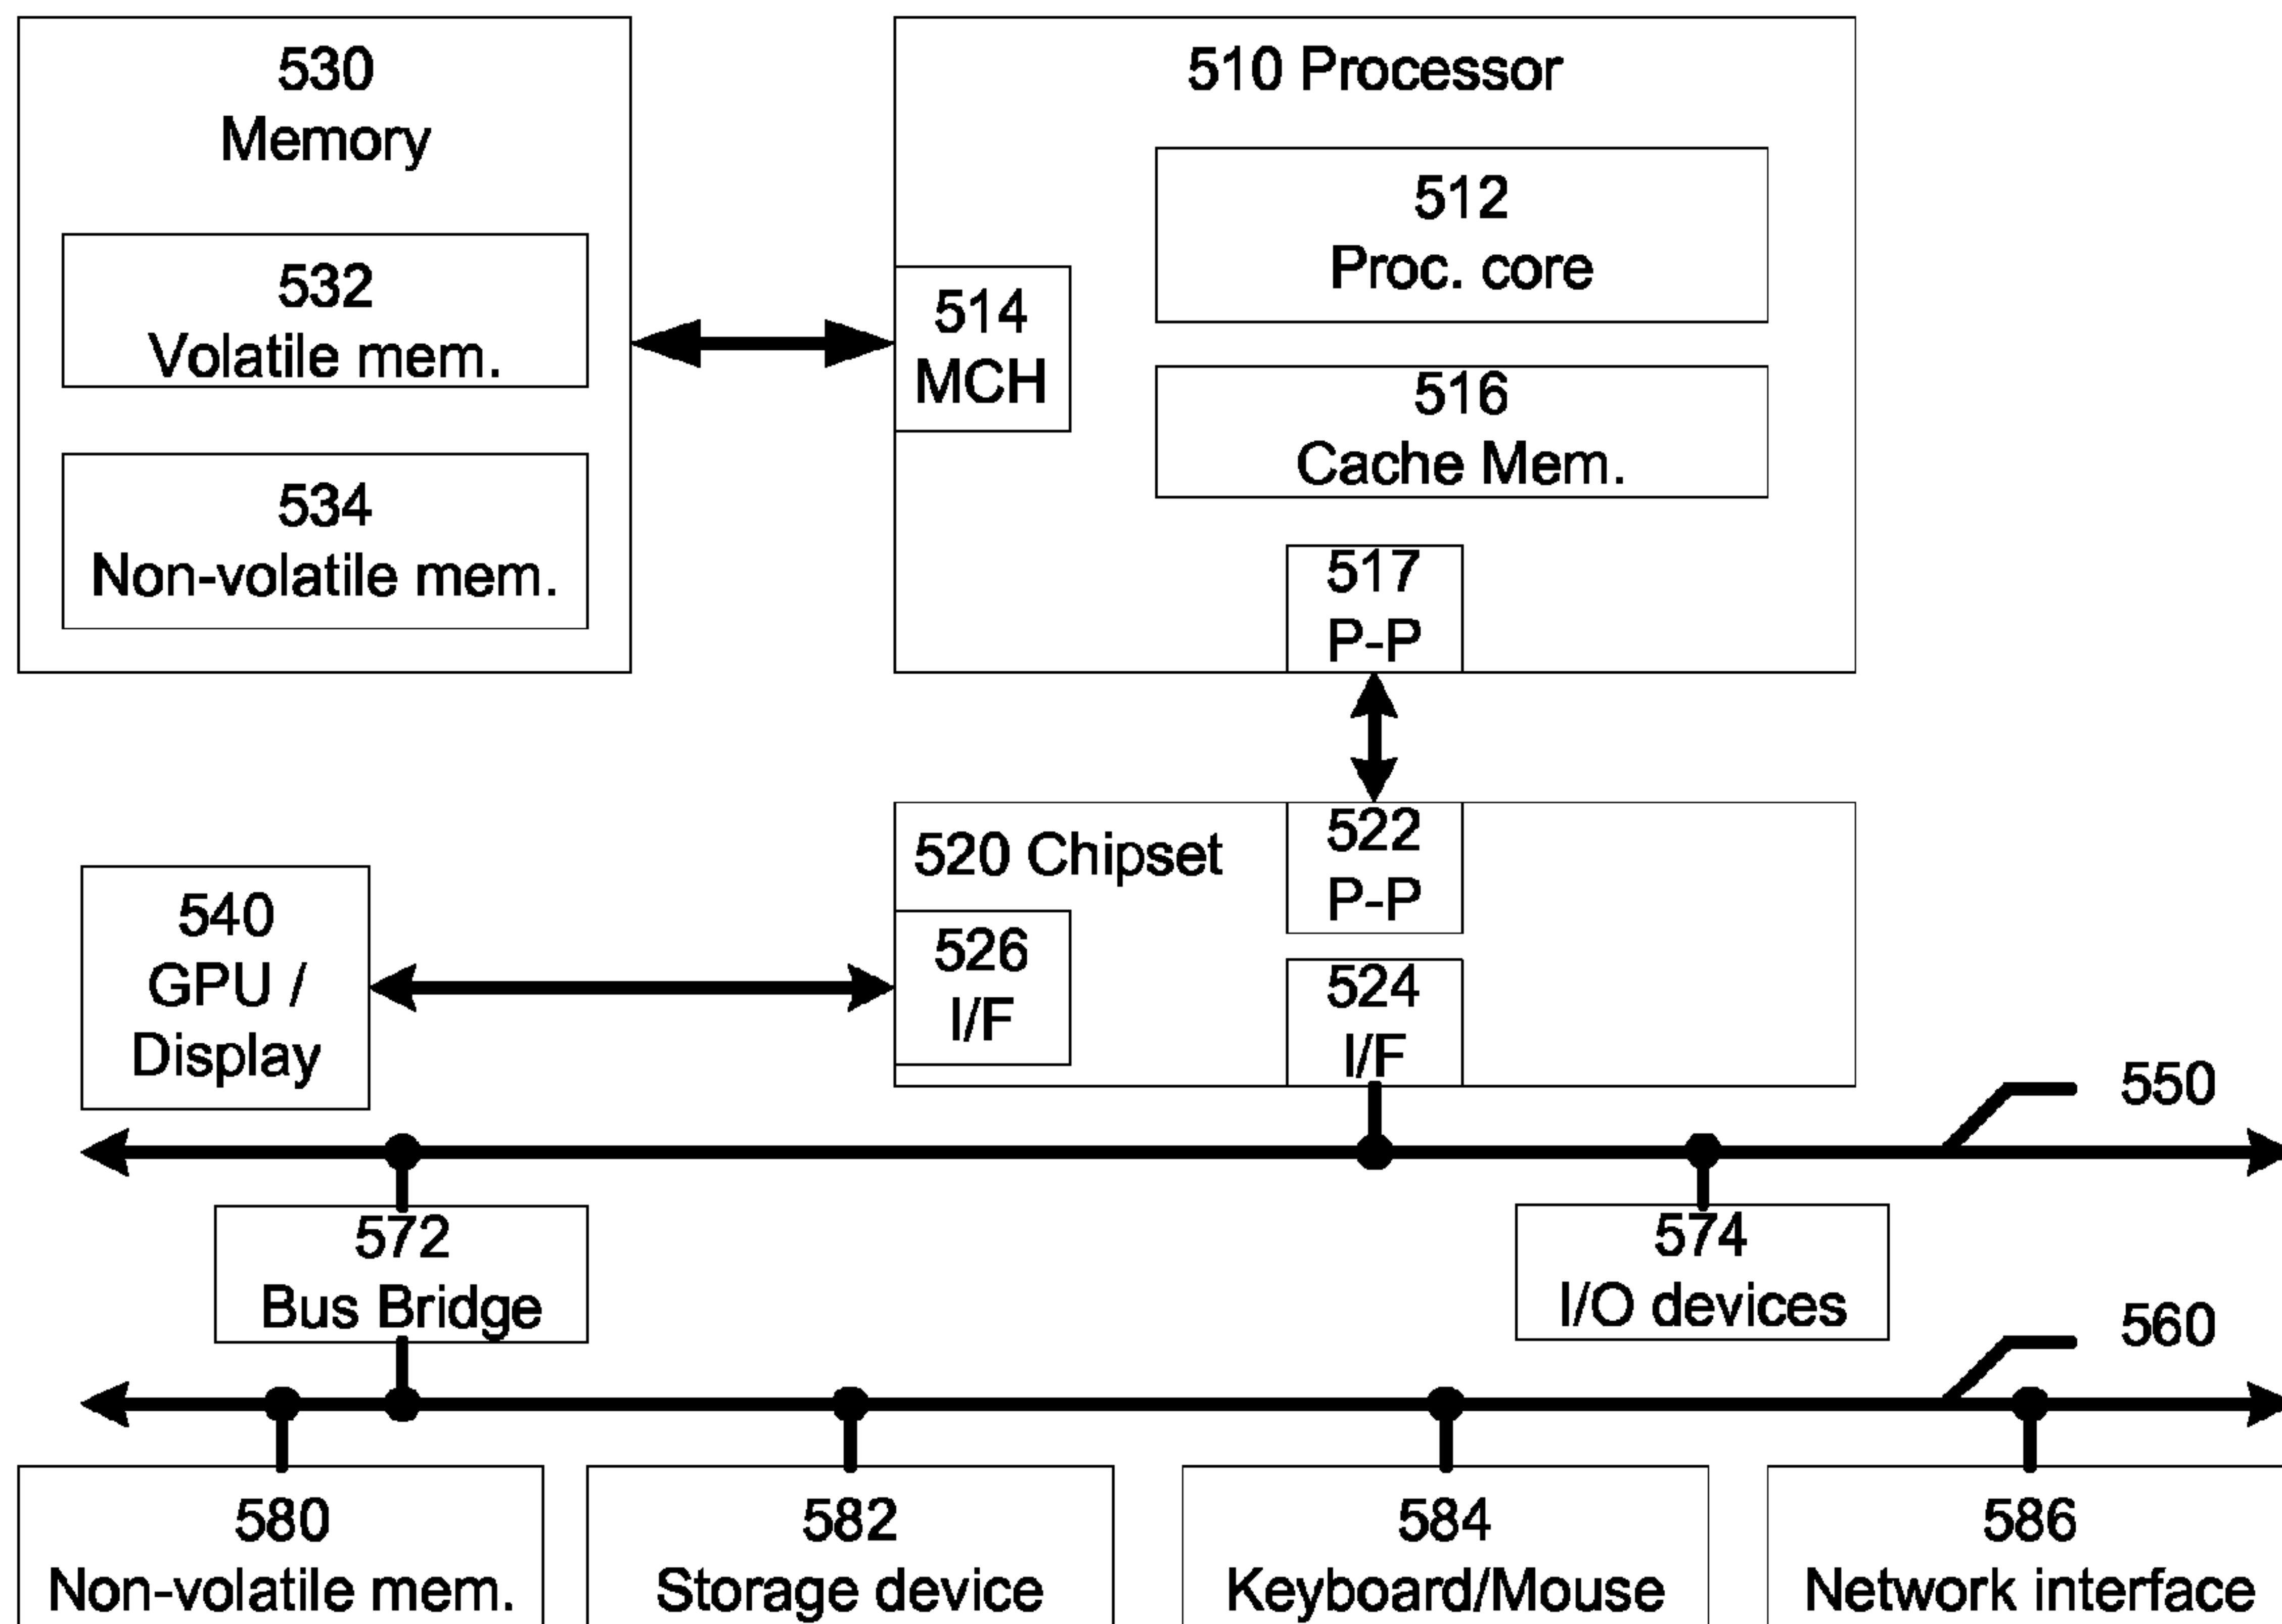 530
Memory
532
Volatile mem.
534
Non-volatile mem.
510 Processor
512
Proc. core
514
MCH
516
Cache Mem.
517
P-P
520 Chipset
522
P-P
526
I/F
524
I/F
540
GPU /
Display
550
572
Bus Bridge
574
I/O devices
560
580
Non-volatile mem.
582
Storage device
584
Keyboard/Mouse
586
Network interface